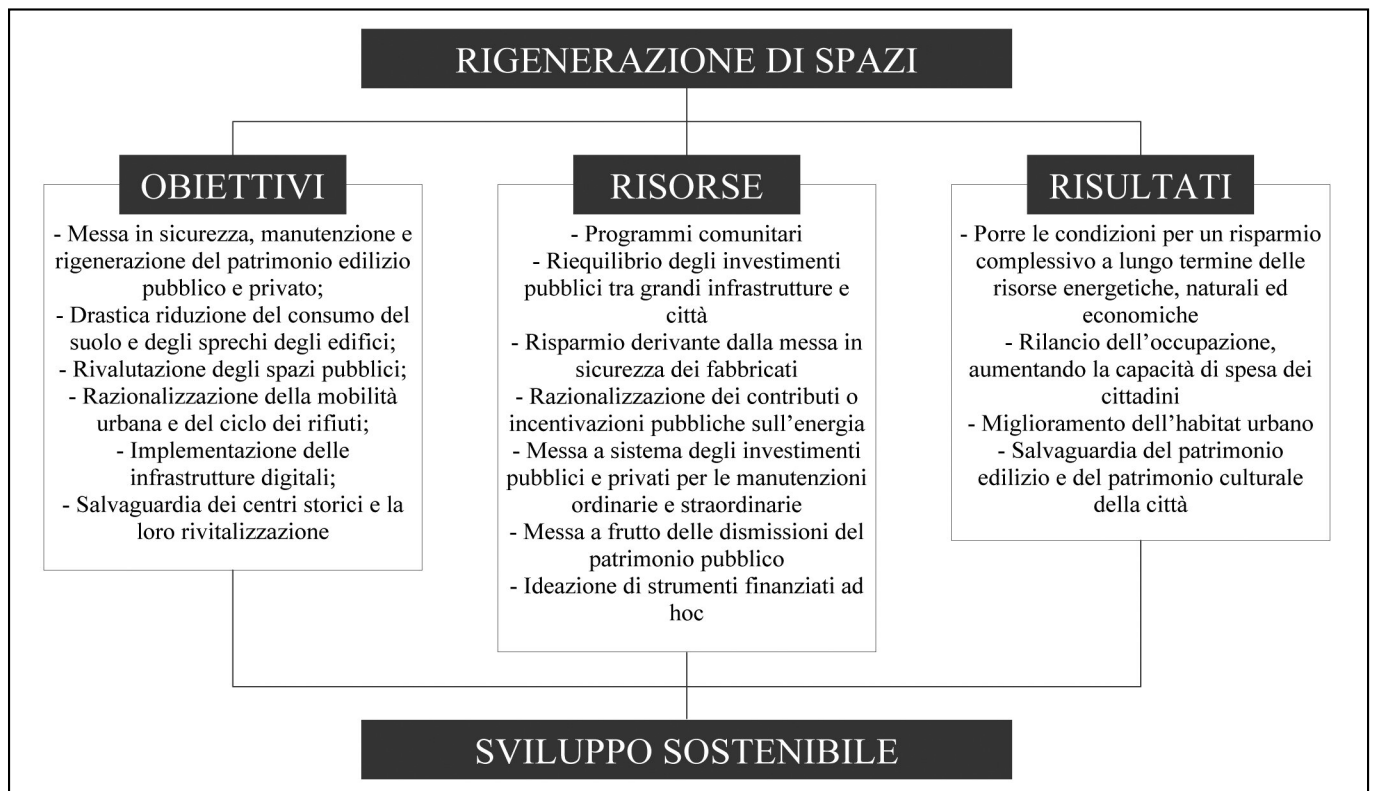 RIGENERAZIONE DI SPAZI
OBIETTIVI
- Messa in sicurezza, manutenzione e
rigenerazione del patrimonio edilizio
pubblico e privato;
- Drastica riduzione del consumo del
suolo e degli sprechi degli edifici;
- Rivalutazione degli spazi pubblici;
- Razionalizzazione della mobilità
urbana e del ciclo dei rifiuti;
- Implementazione delle
infrastrutture digitali;
- Salvaguardia dei centri storici e la
loro rivitalizzazione
RISORSE
- Programmi comunitari
- Riequilibrio degli investimenti
pubblici tra grandi infrastrutture e
città
- Risparmio derivante dalla messa in
sicurezza dei fabbricati
- Razionalizzazione dei contributi o
incentivazioni pubbliche sull’energia
- Messa a sistema degli investimenti
pubblici e privati per le manutenzioni
ordinarie e straordinarie
- Messa a frutto delle dismissioni del
patrimonio pubblico
- Ideazione di strumenti finanziati ad
hoc
RISULTATI
- Porre le condizioni per un risparmio
complessivo a lungo termine delle
risorse energetiche, naturali ed
economiche
- Rilancio dell’occupazione,
aumentando la capacità di spesa dei
cittadini
- Miglioramento dell’habitat urbano
- Salvaguardia del patrimonio
edilizio e del patrimonio culturale
della città
SVILUPPO SOSTENIBILE